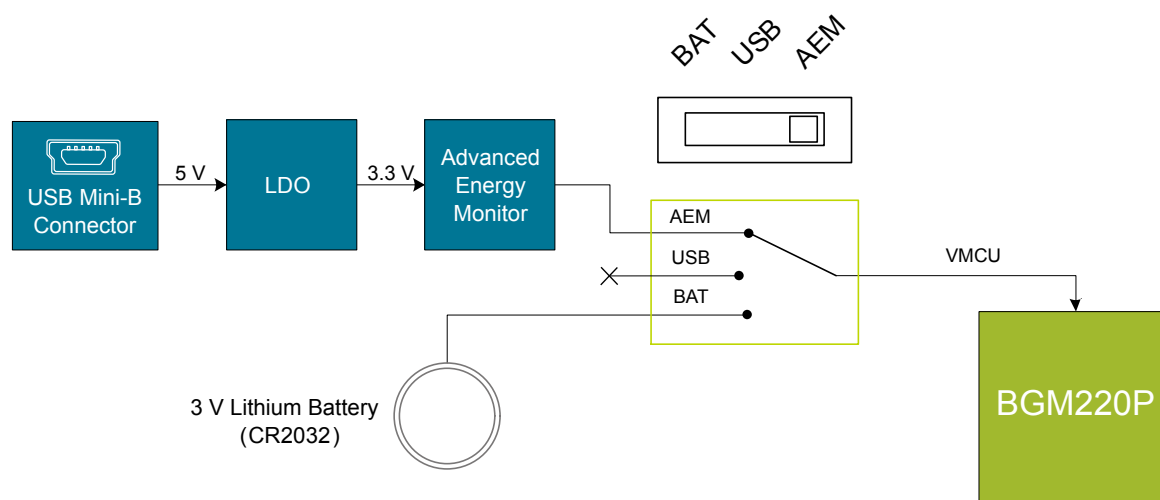 BAT
USB
AEM
USB Mini-B
Connector
5 V
LDO
3.3 V
Advanced
Energy
Monitor
AEM
USB
BAT
VMCU
3 V Lithium Battery
(CR2032)
BGM220P